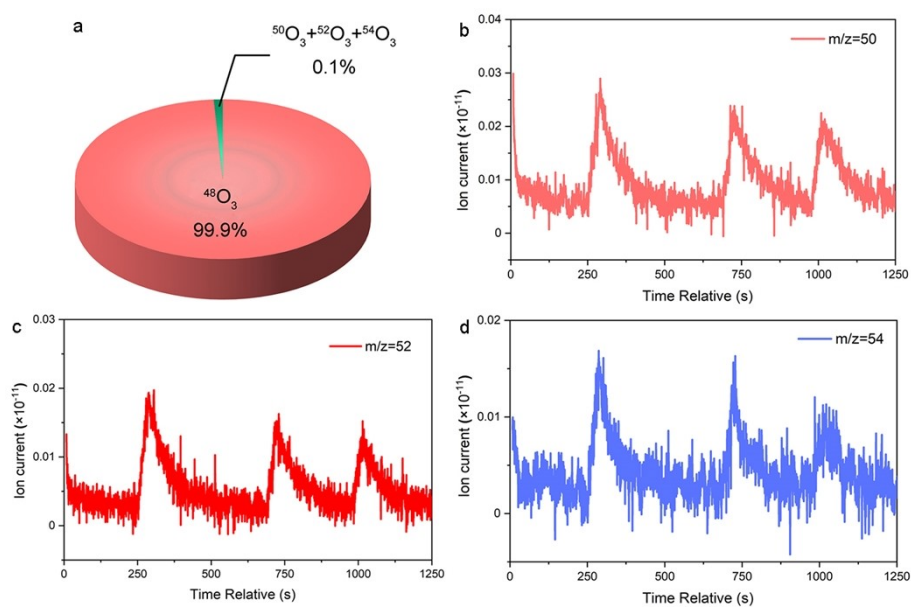 a
⁵⁰O₃+⁵²O₃+⁵⁴O₃
0.1%
⁴⁸O₃
99.9%
b
m/z=50
0.04
0.03
0.02
0.01
0
Ion current (×10⁻¹¹)
0 250 500 750 1000 1250
Time Relative (s)
c
m/z=52
0.03
0.02
0.01
0
Ion current (×10⁻¹¹)
0 250 500 750 1000 1250
Time Relative (s)
d
m/z=54
0.02
0.01
0
Ion current (×10⁻¹¹)
0 250 500 750 1000 1250
Time Relative (s)